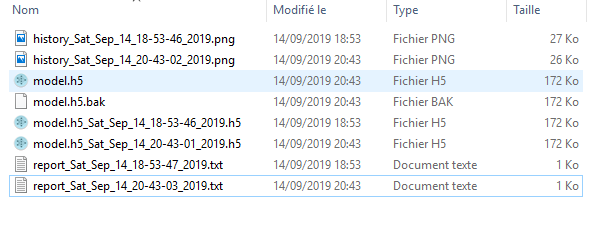 Nom Modifié le Type Taille
history_Sat_Sep_14_18-53-46_2019.png 14/09/2019 18:53 Fichier PNG 27 Ko
history_Sat_Sep_14_20-43-02_2019.png 14/09/2019 20:43 Fichier PNG 26 Ko
model.h5 14/09/2019 20:43 Fichier H5 172 Ko
model.h5.bak 14/09/2019 20:43 Fichier BAK 172 Ko
model.h5_Sat_Sep_14_18-53-46_2019.h5 14/09/2019 18:53 Fichier H5 172 Ko
model.h5_Sat_Sep_14_20-43-01_2019.h5 14/09/2019 20:43 Fichier H5 172 Ko
report_Sat_Sep_14_18-53-47_2019.txt 14/09/2019 18:53 Document texte 1 Ko
report_Sat_Sep_14_20-43-03_2019.txt 14/09/2019 20:43 Document texte 1 Ko